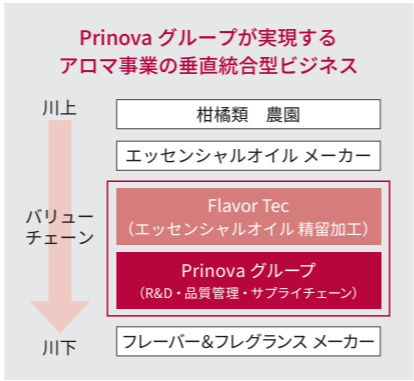 Prinova グループが実現する
アロマ事業の垂直統合型ビジネス
川上
柑橘類　農園
エッセンシャルオイル メーカー
バリュー
チェーン
Flavor Tec
（エッセンシャルオイル 精留加工）
Prinova グループ
（R&D・品質管理・サプライチェーン）
川下
フレーバー&フレグランス メーカー